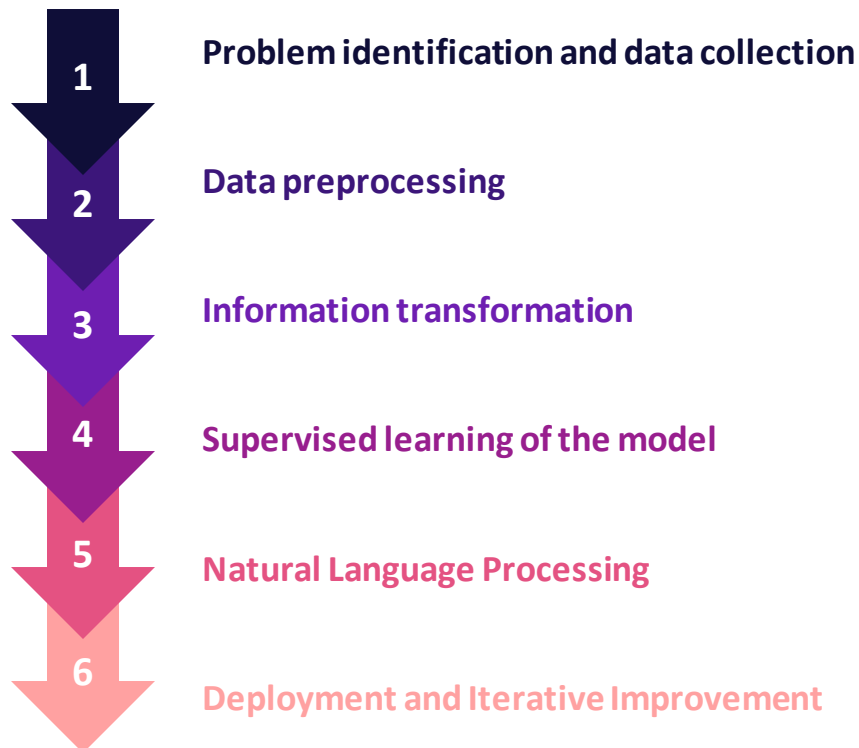 1
Problem identification and data collection
2
Data preprocessing
3
Information transformation
4
Supervised learning of the model
5
Natural Language Processing
6
Deployment and Iterative Improvement